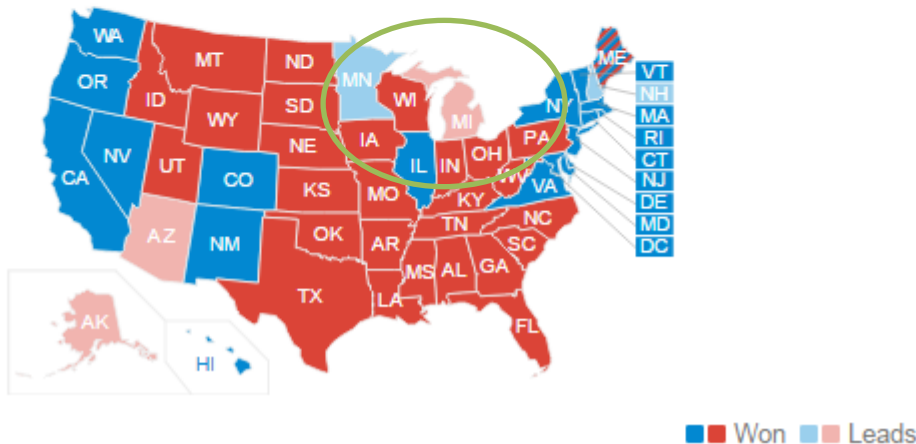 WA
MT
ND
MN
ME
VT
OR
ID
SD
WI
MI
NY
NH
WY
MA
IA
PA
RI
NV
NE
IL
IN
OH
CT
UT
NJ
CA
CO
KS
MO
WV
VA
DE
KY
MD
AZ
NM
OK
AR
TN
NC
DC
SC
TX
LA
MS
AL
GA
AK
FL
HI
Won
Leads